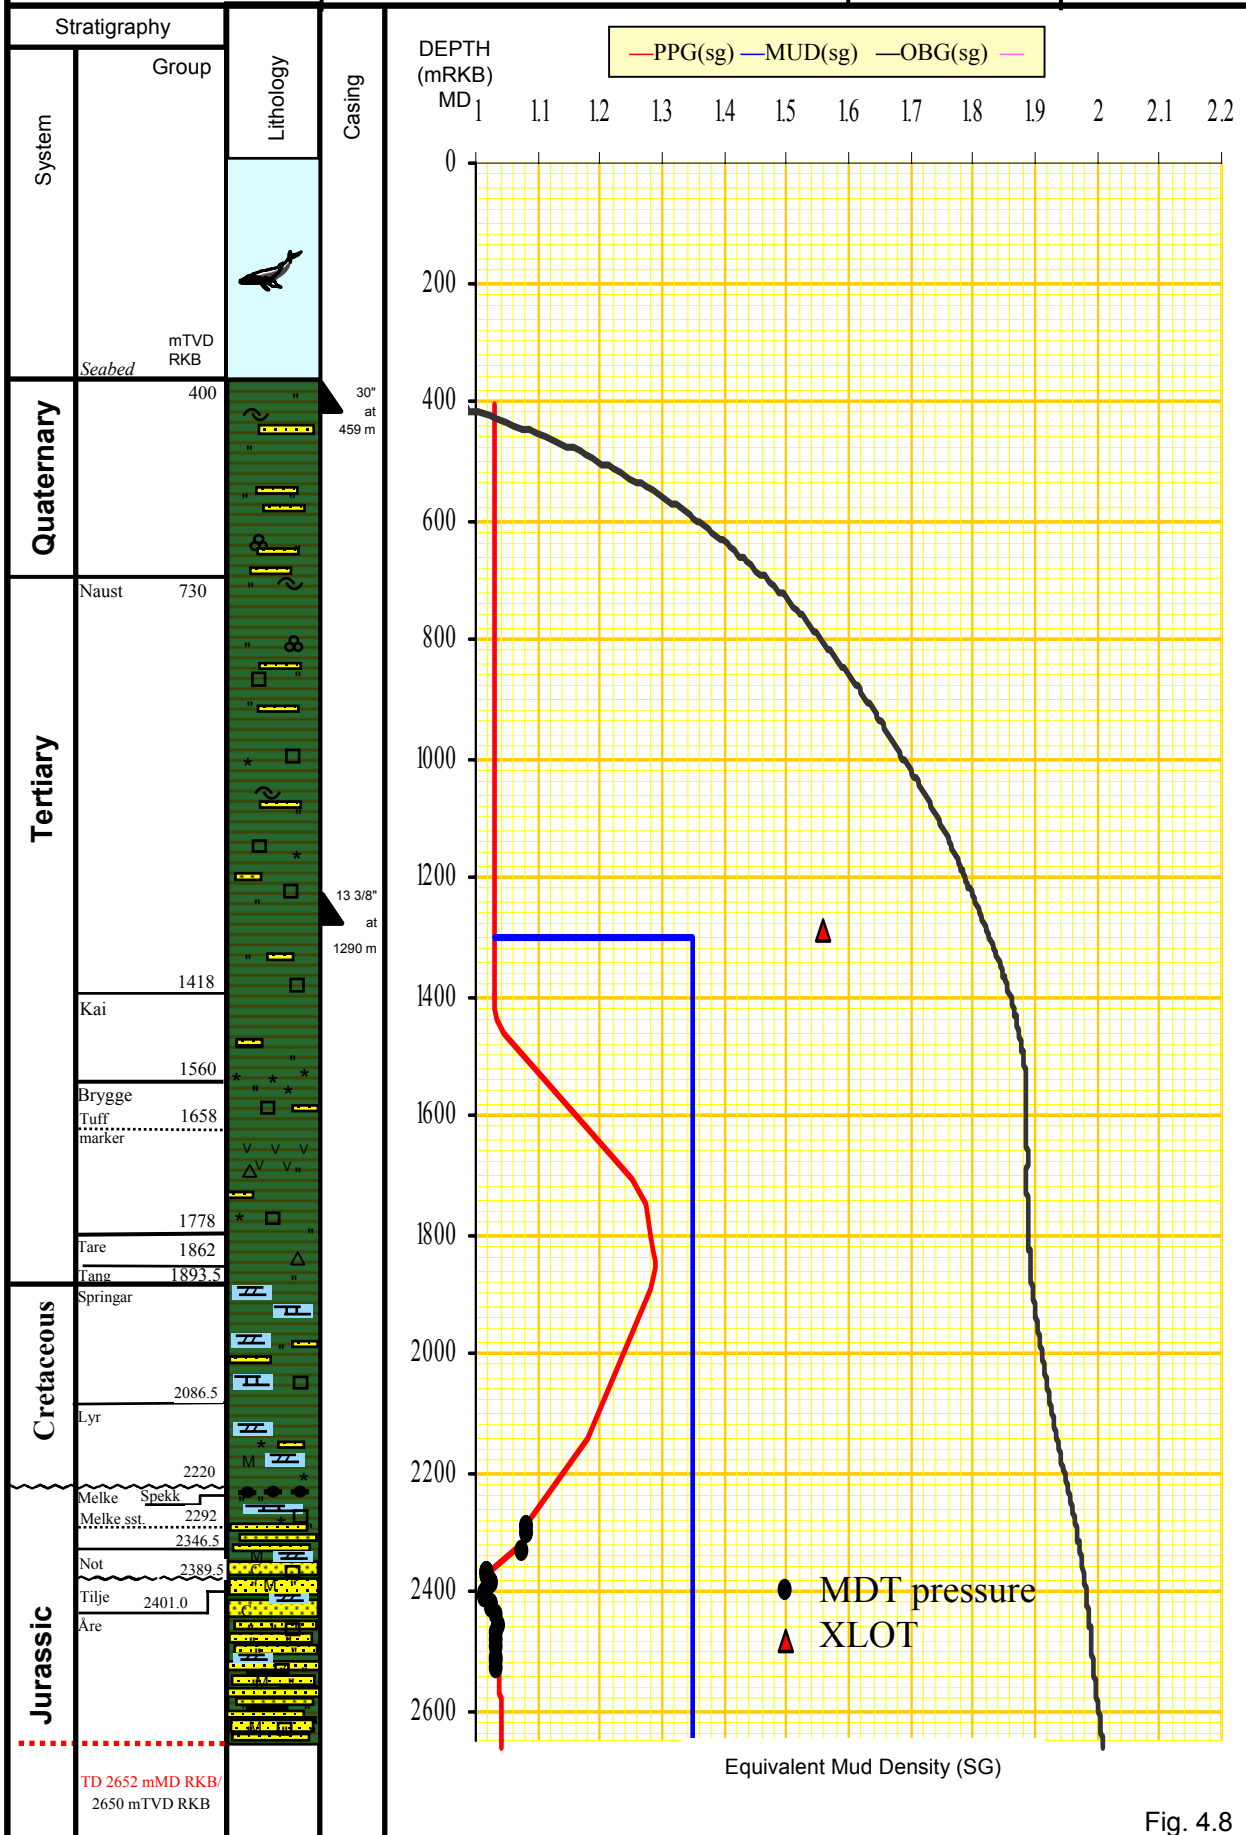 Stratigraphy
System
Group
Lithology
Casing
mTVD
RKB
Seabed
400
Quaternary
30"
at
459 m
Naust 730
Tertiary
13 3/8"
at
1290 m
1418
Kai
1560
Brygge
Tuff 1658
marker
1778
Tare 1862
Tang 1893.5
Cretaceous
Springar
2086.5
Lyr
2220
Jurassic
Melke Spekk
Melke sst. 2292
2346.5
Not 2389.5
Tilje 2401.0
Åre
TD 2652 mMD RKB/
2650 mTVD RKB
DEPTH
(mRKB)
MD
PPG(sg) MUD(sg) OBG(sg)
1 1.1 1.2 1.3 1.4 1.5 1.6 1.7 1.8 1.9 2 2.1 2.2
0
200
400
600
800
1000
1200
1400
1600
1800
2000
2200
2400
2600
MDT pressure
XLOT
Equivalent Mud Density (SG)
Fig. 4.8